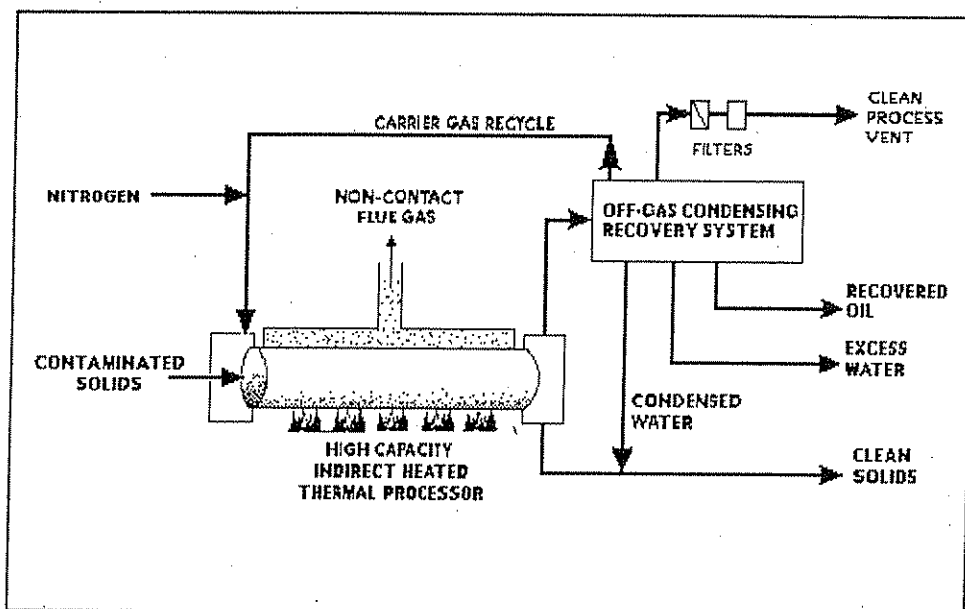 CARRIER GAS RECYCLE
CLEAN
PROCESS
VENT
FILTERS
NITROGEN
NON-CONTACT
FLUE GAS
OFF-GAS CONDENSING
RECOVERY SYSTEM
RECOVERED
OIL
CONTAMINATED
SOLIDS
EXCESS
WATER
CONDENSED
WATER
HIGH CAPACITY
INDIRECT HEATED
THERMAL PROCESSOR
CLEAN
SOLIDS